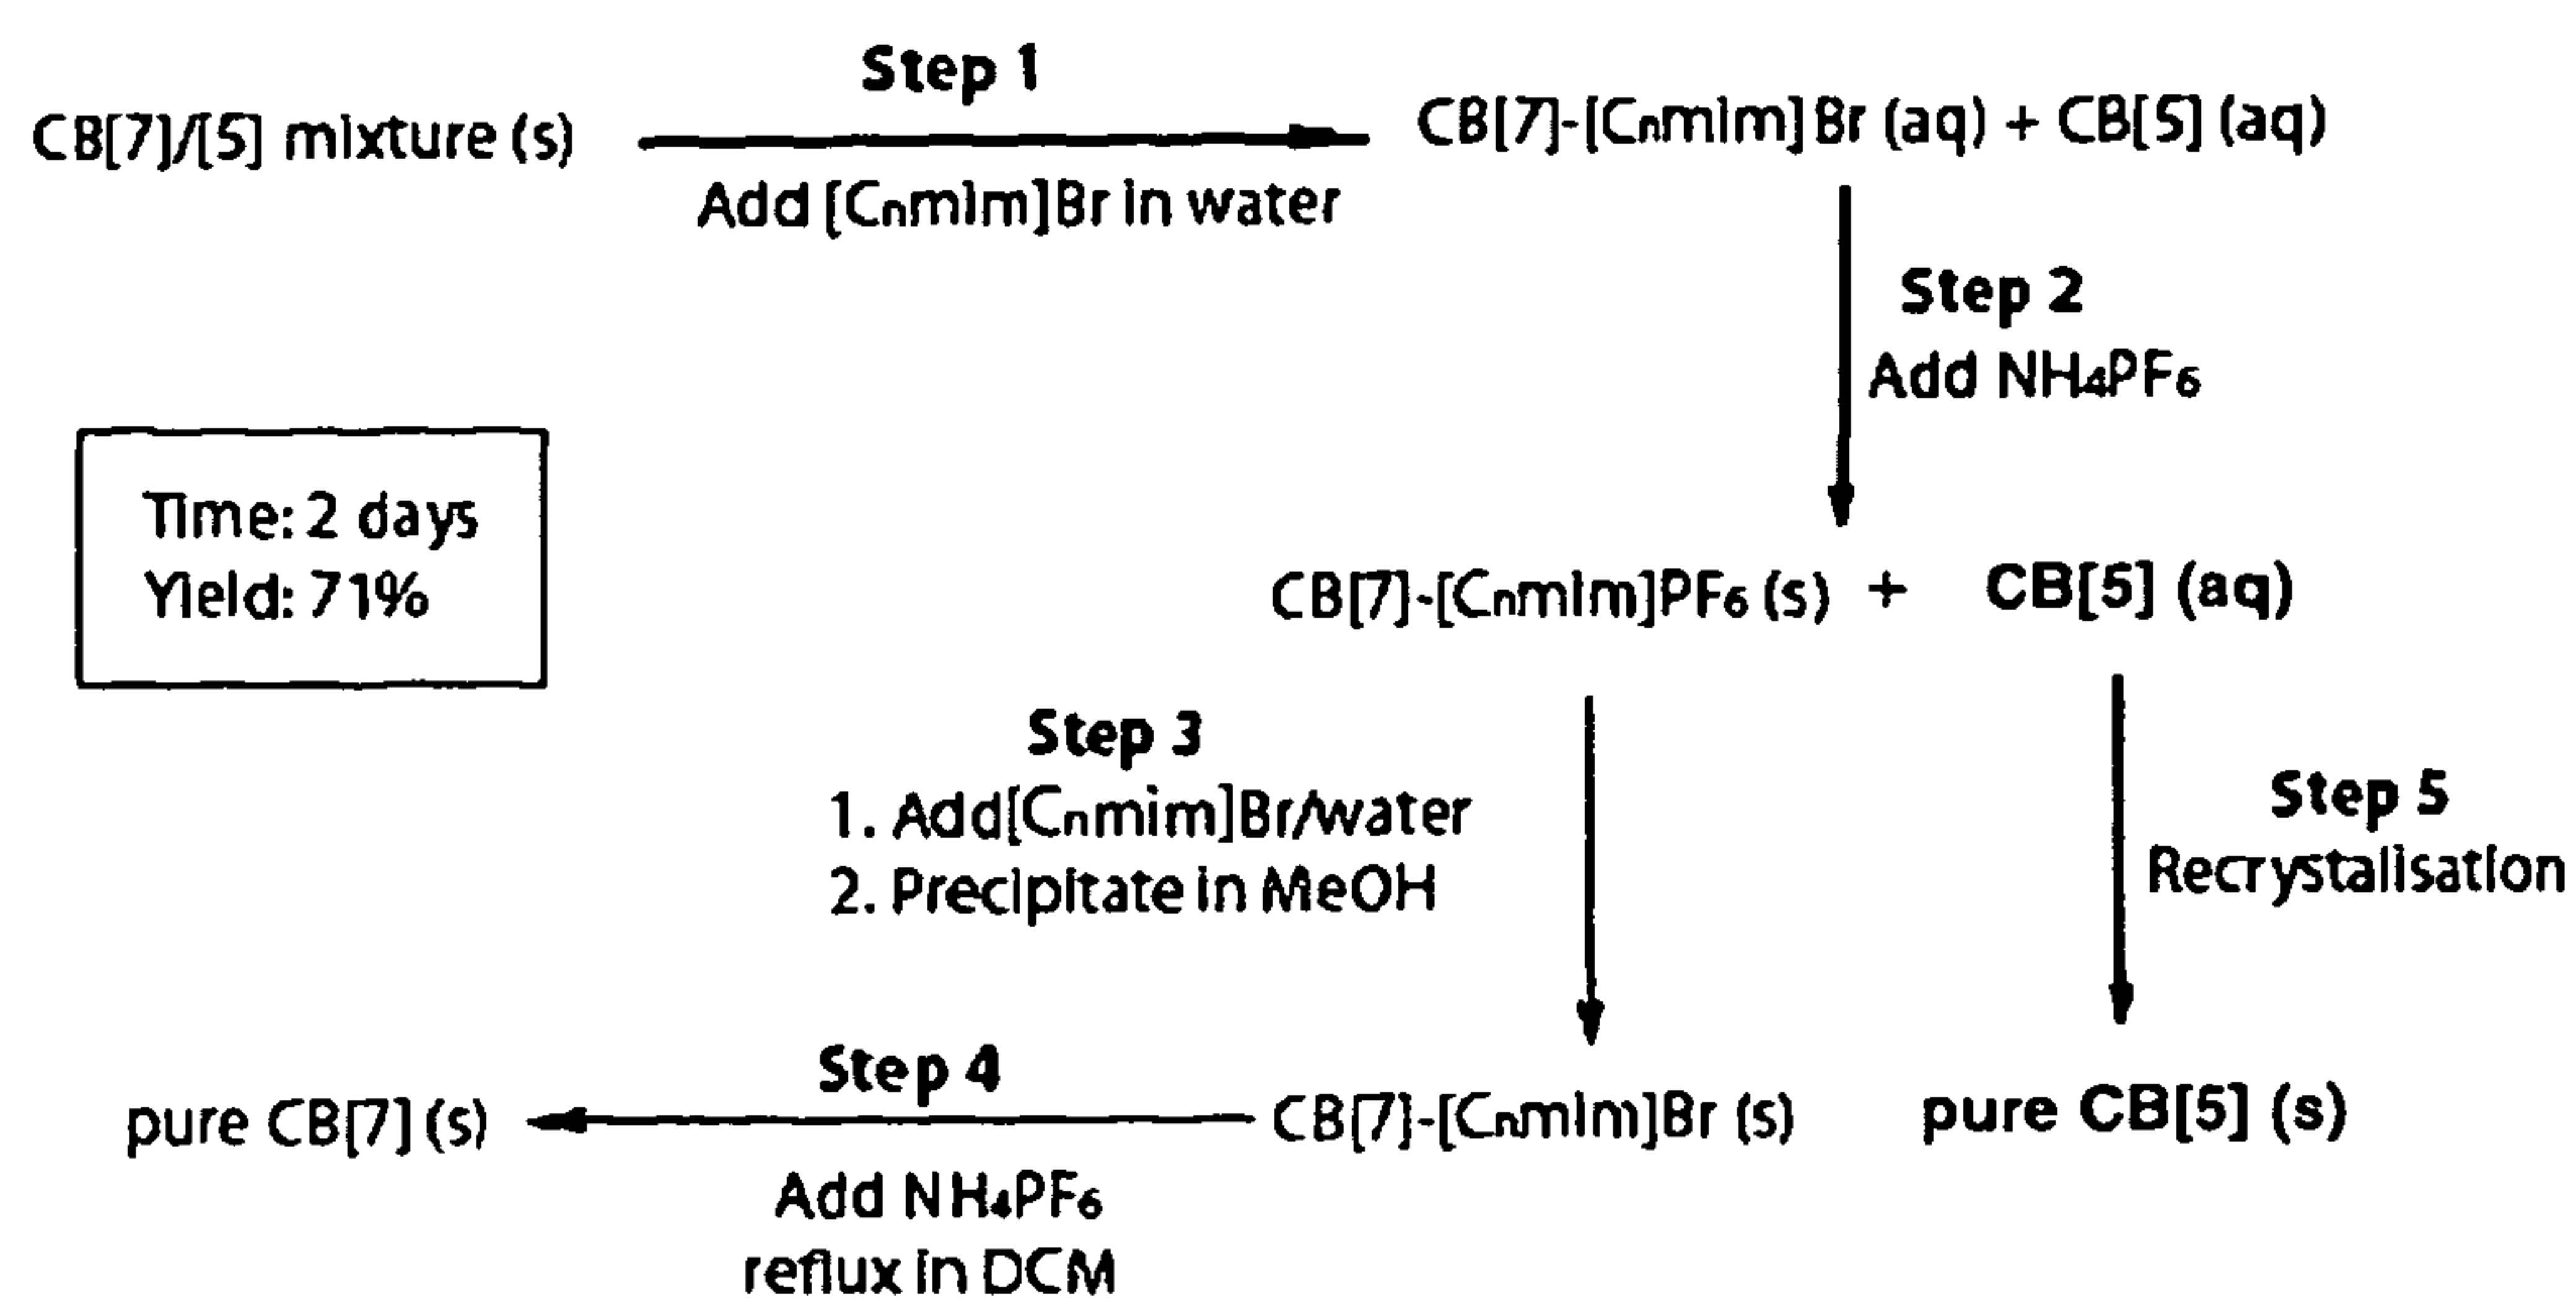 Step 1
CB[7]/[5] mixture (s)
CB[7]-[Cnmim]Br (aq) + CB[5] (aq)
Add [Cnmim]Br in water
Step 2
Add NH4PF6
Time: 2 days
Yield: 71%
CB[7]-[Cnmim]PF6 (s) + CB[5] (aq)
Step 3
1. Add[Cnmim]Br/water
2. Precipitate in MeOH
Step 5
Recrystalisation
Step 4
pure CB[7] (s)
CB[7]-[Cnmim]Br (s)
pure CB[5] (s)
Add NH4PF6
reflux in DCM